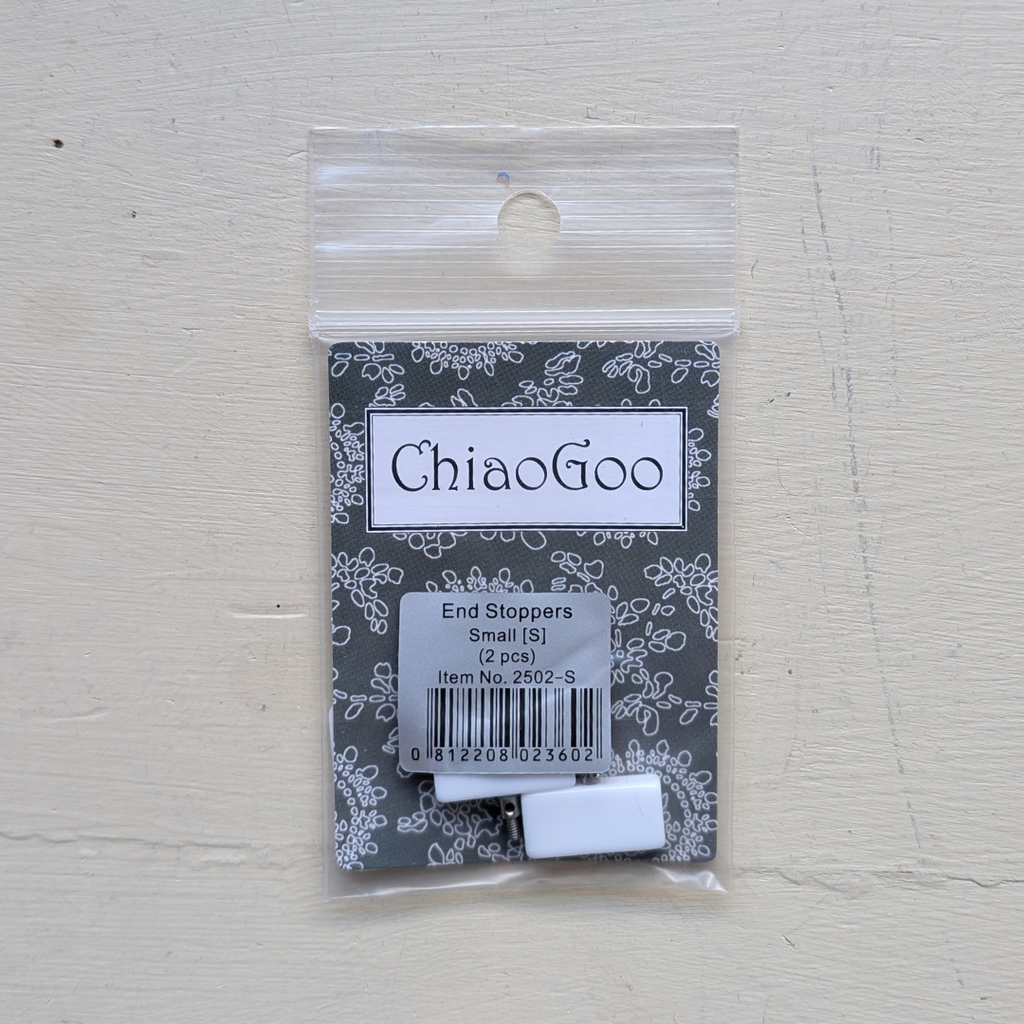 ChiaoGoo
End Stoppers
Small [S]
(2 pcs)
Item No. 2502-S
0 812208 023602